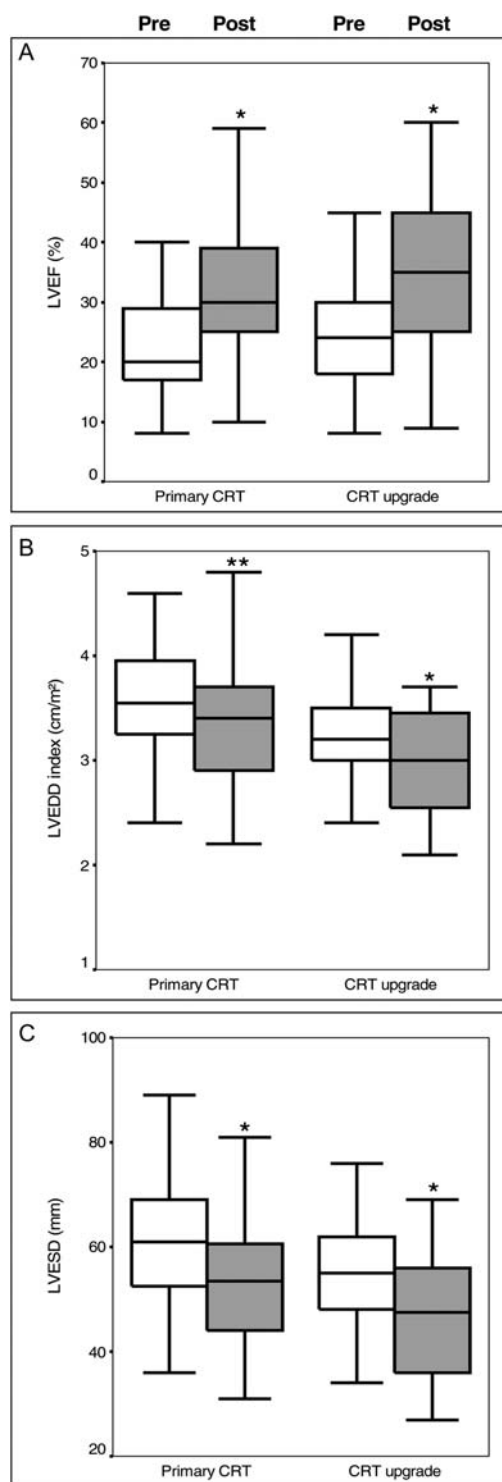 Pre Post Pre Post
A
70
*
*
60
50
LVEF (%)
40
30
20
10
0
Primary CRT CRT upgrade
B
5
**
*
4
LVEDD index (cm/m²)
3
2
1
Primary CRT CRT upgrade
C
100
80
*
*
LVESD (mm)
60
40
20
Primary CRT CRT upgrade